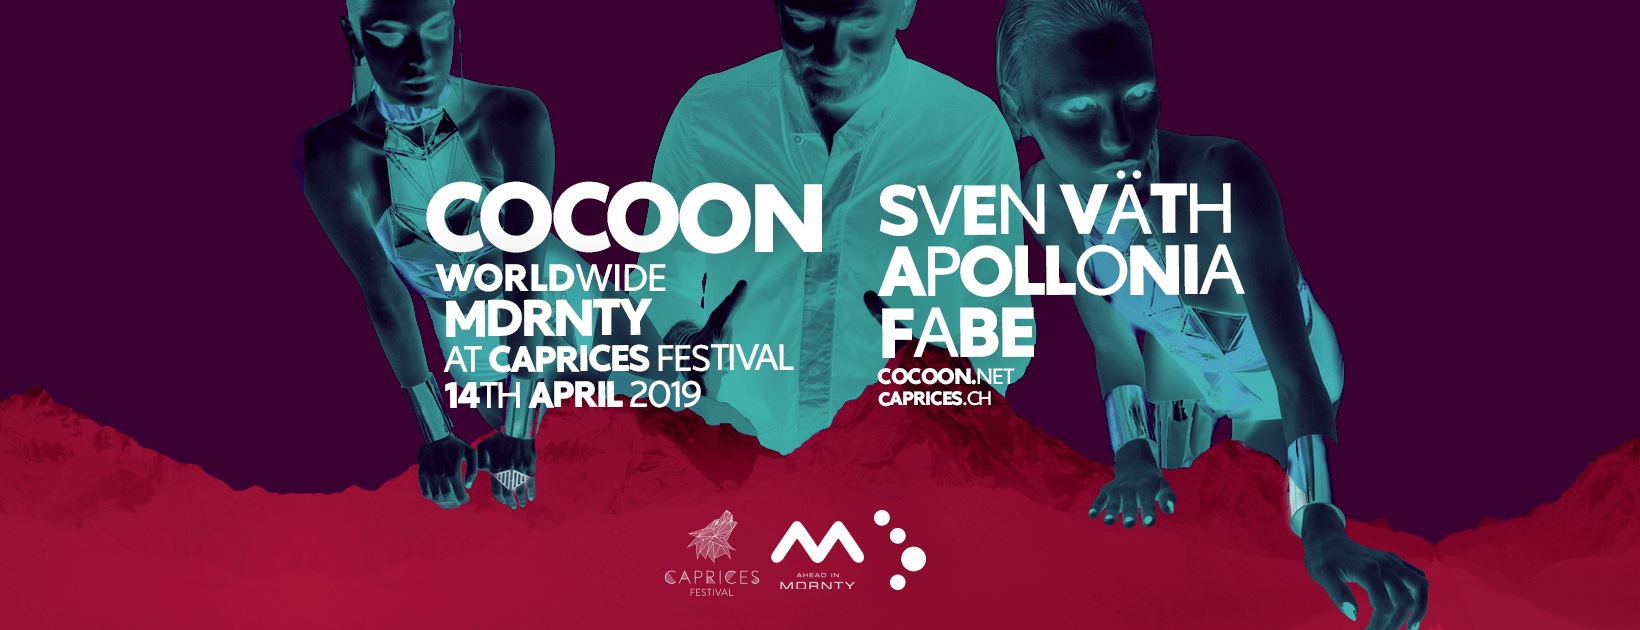 COCOON
WORLDWIDE
MDRNTY
AT CAPRICES FESTIVAL
14TH APRIL 2019
SVEN VÄTH
APOLLONIA
FABE
COCOON.NET
CAPRICES.CH
CAPRICES
FESTIVAL
AHEAD IN
MDRNTY